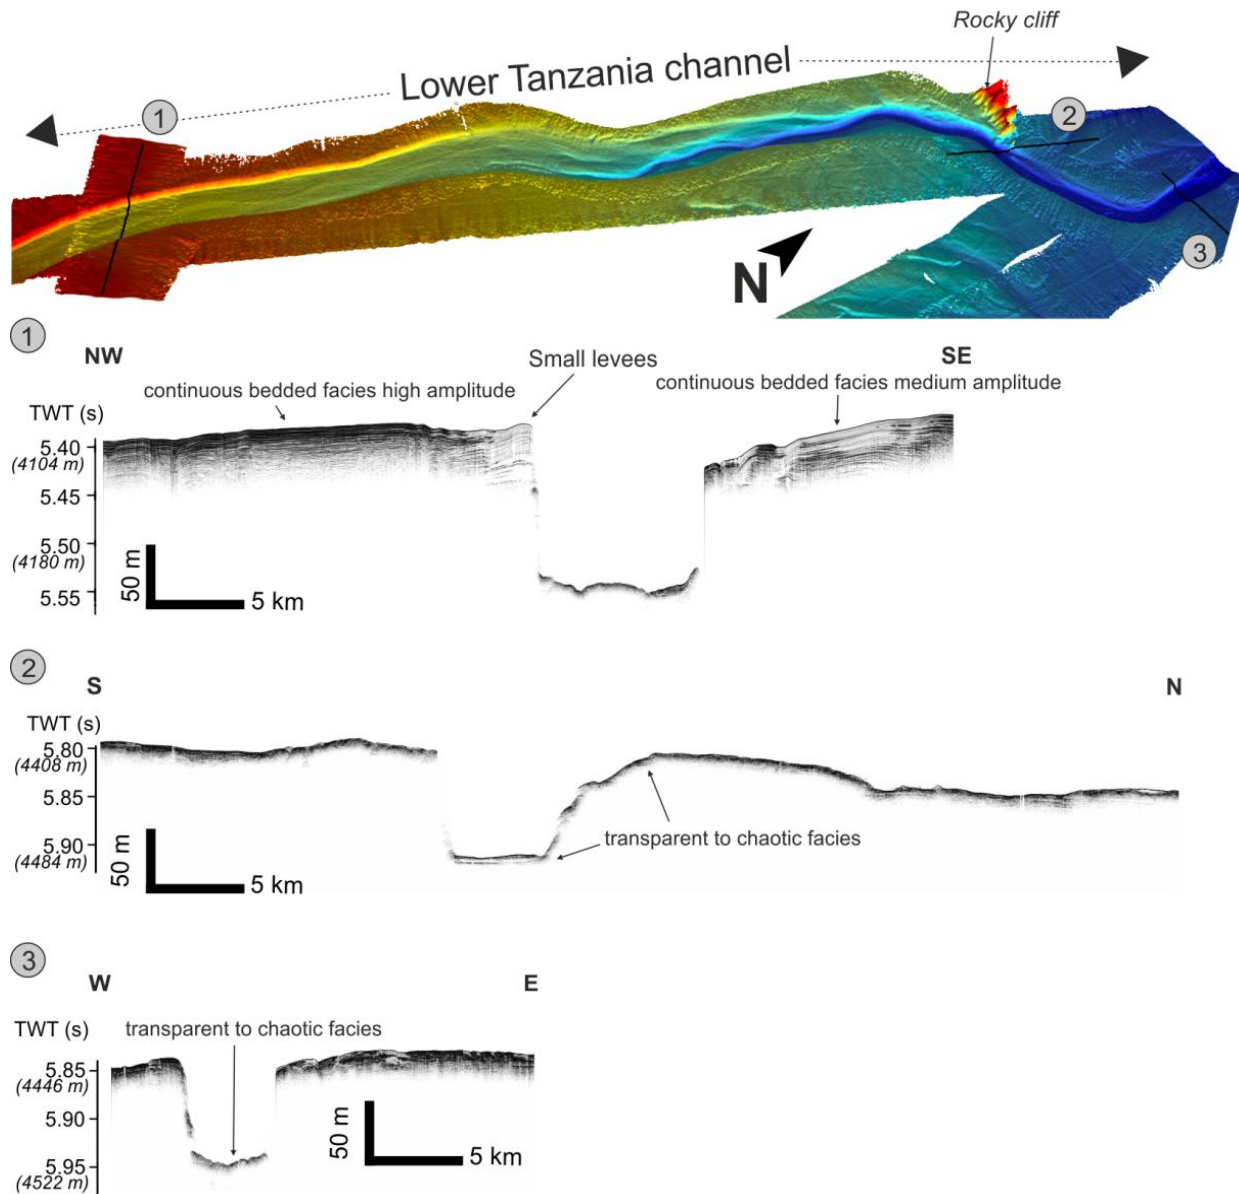 Rocky cliff
Lower Tanzania channel
1
2
N
3
1
NW
SE
Small levees
continuous bedded facies high amplitude
continuous bedded facies medium amplitude
TWT (s)
5.40
(4104 m)
5.45
5.50
(4180 m)
5.55
50 m
5 km
2
S
N
TWT (s)
5.80
(4408 m)
5.85
5.90
(4484 m)
50 m
5 km
transparent to chaotic facies
3
W
E
TWT (s)
transparent to chaotic facies
5.85
(4446 m)
5.90
5.95
(4522 m)
50 m
5 km